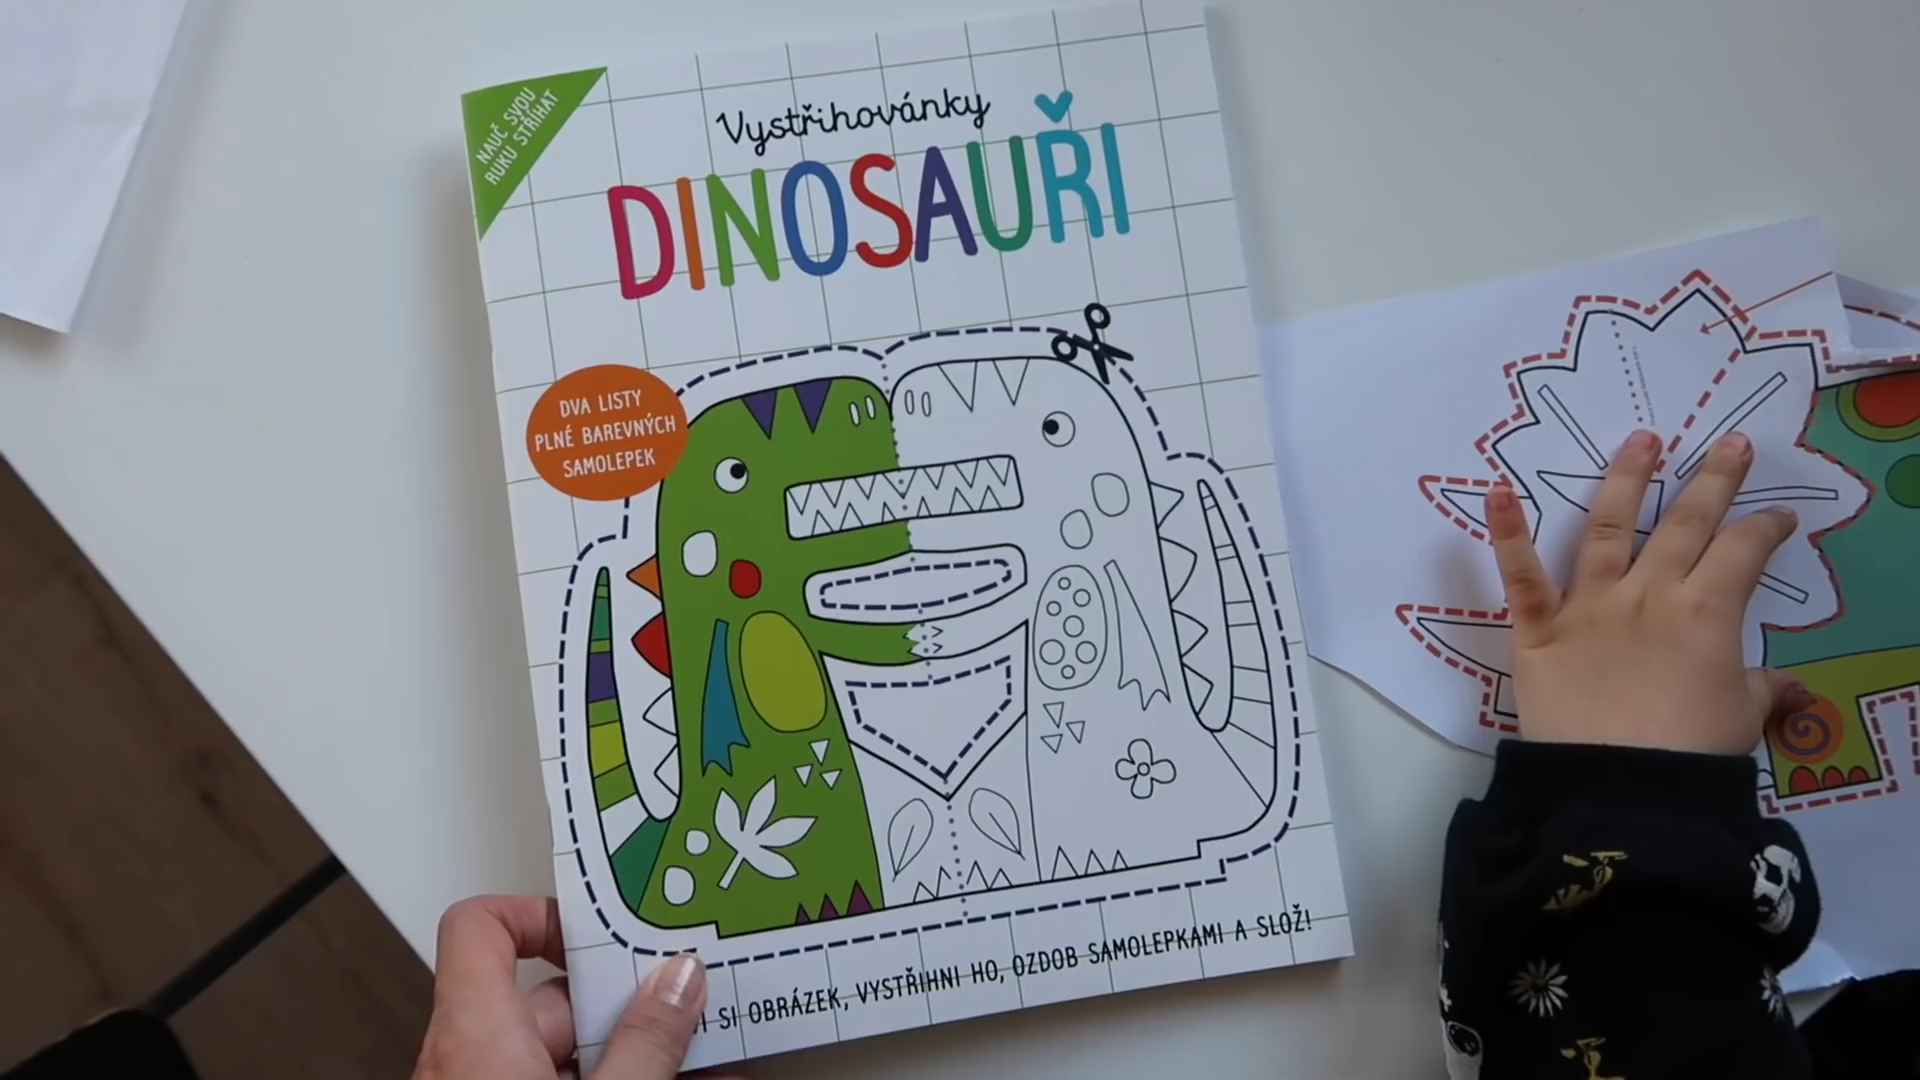 NAUČ SVOU
RUKU STŘÍHAT
Vystřihovánky
DINOSAUŘI
DVA LISTY
PLNÉ BAREVNÝCH
SAMOLEPEK
SI OBRÁZEK, VYSTŘIHNI HO, OZDOB SAMOLEPKAMI A SLOŽ!